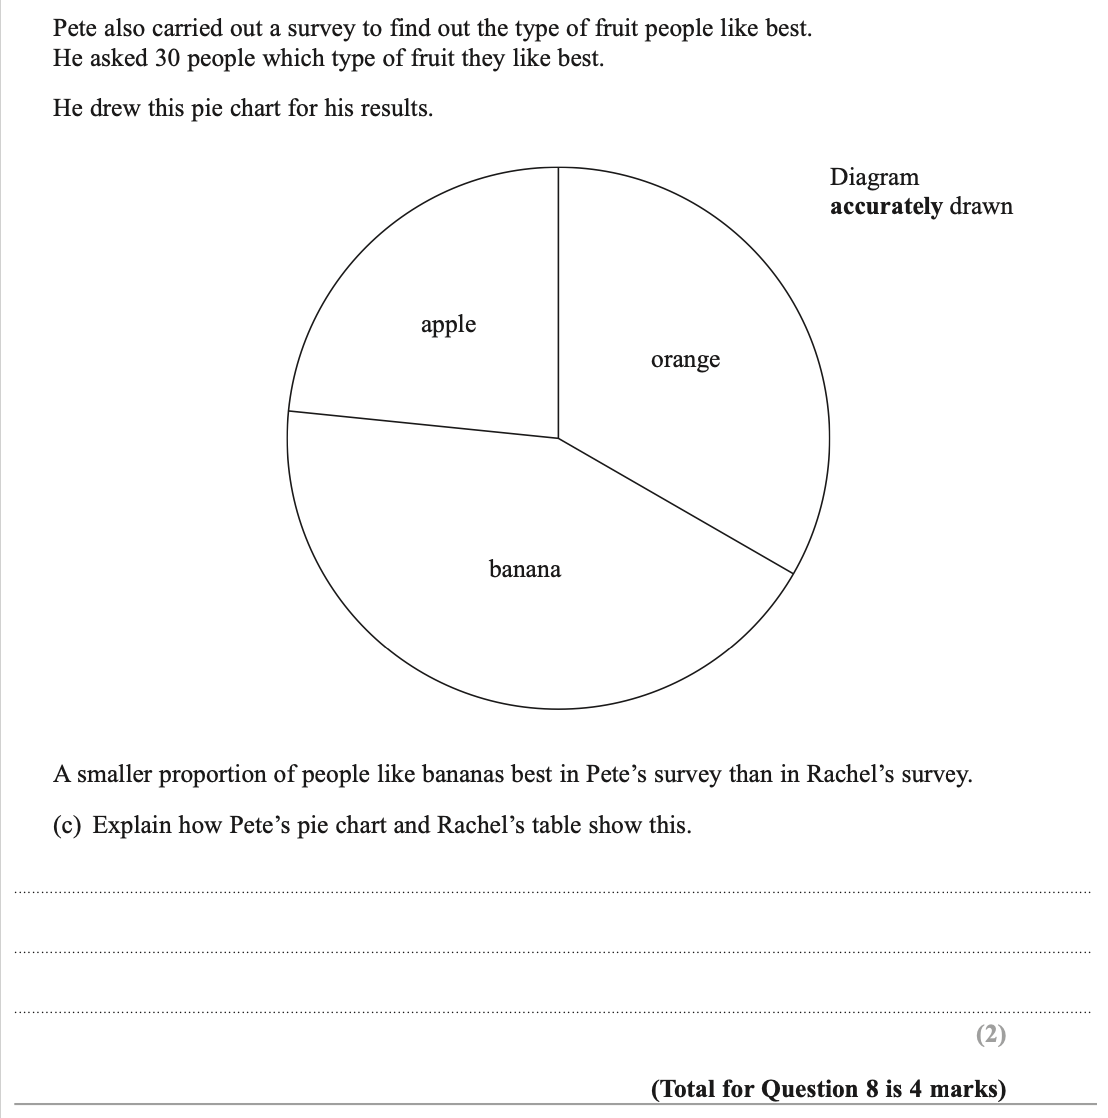 Pete also carried out a survey to find out the type of fruit people like best.
He asked 30 people which type of fruit they like best.
He drew this pie chart for his results.
Diagram
accurately drawn
apple
orange
banana
A smaller proportion of people like bananas best in Pete’s survey than in Rachel’s survey.
(c) Explain how Pete’s pie chart and Rachel’s table show this.
(2)
(Total for Question 8 is 4 marks)